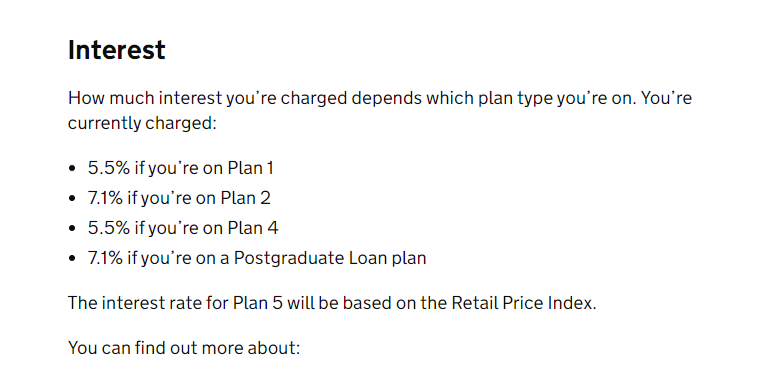 Interest
How much interest you're charged depends which plan type you're on. You're
currently charged:
• 5.5% if you're on Plan 1
• 7.1% if you're on Plan 2
• 5.5% if you're on Plan 4
• 7.1% if you're on a Postgraduate Loan plan
The interest rate for Plan 5 will be based on the Retail Price Index.
You can find out more about: